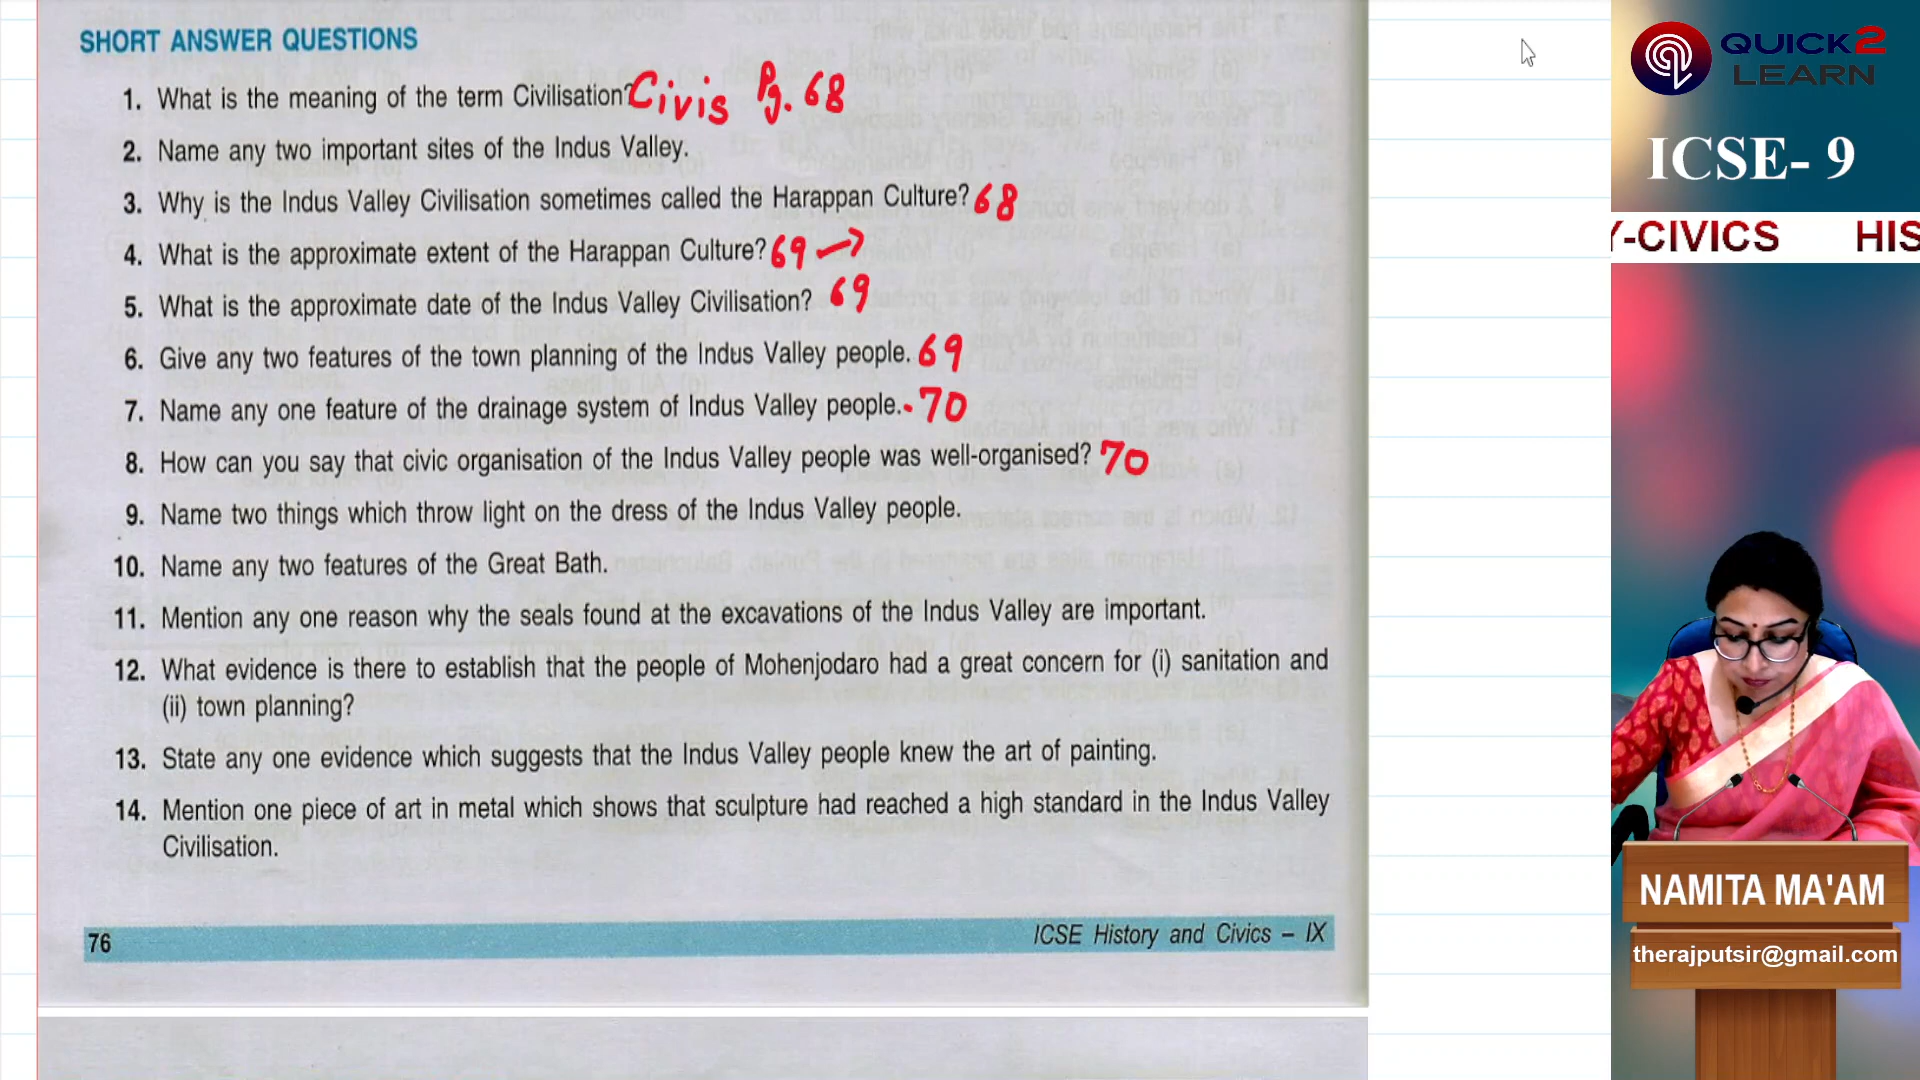 SHORT ANSWER QUESTIONS
1. What is the meaning of the term Civilisation? Civis Pg. 68
2. Name any two important sites of the Indus Valley.
3. Why is the Indus Valley Civilisation sometimes called the Harappan Culture? 68
4. What is the approximate extent of the Harappan Culture? 69 →
5. What is the approximate date of the Indus Valley Civilisation? 69
6. Give any two features of the town planning of the Indus Valley people. 69
7. Name any one feature of the drainage system of Indus Valley people. - 70
8. How can you say that civic organisation of the Indus Valley people was well-organised? 70
9. Name two things which throw light on the dress of the Indus Valley people.
10. Name any two features of the Great Bath.
11. Mention any one reason why the seals found at the excavations of the Indus Valley are important.
12. What evidence is there to establish that the people of Mohenjodaro had a great concern for (i) sanitation and
(ii) town planning?
13. State any one evidence which suggests that the Indus Valley people knew the art of painting.
14. Mention one piece of art in metal which shows that sculpture had reached a high standard in the Indus Valley
Civilisation.
76
ICSE History and Civics – IX
QUICK2
LEARN
ICSE- 9
Y-CIVICS HIS
NAMITA MA'AM
therajputsir@gmail.com